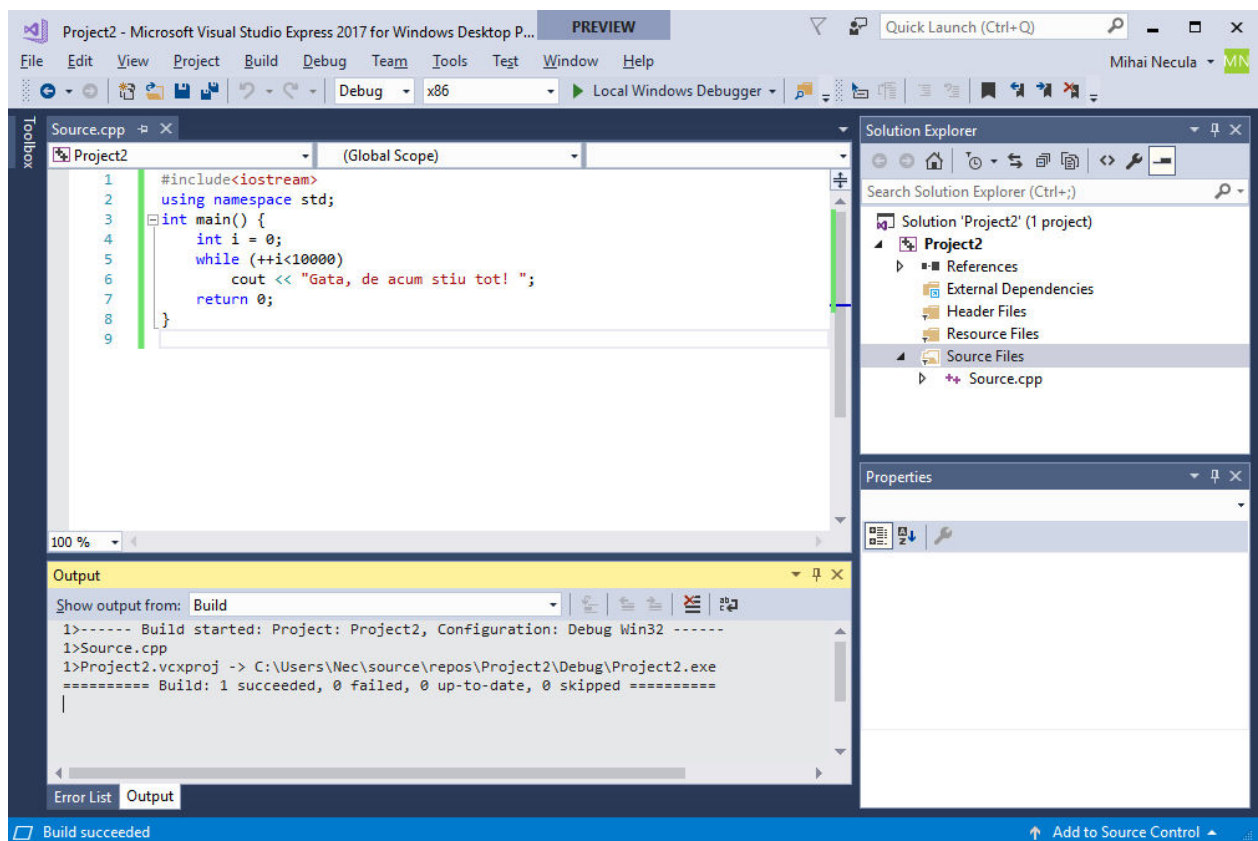 Project2 - Microsoft Visual Studio Express 2017 for Windows Desktop P...
PREVIEW
Quick Launch (Ctrl+Q)
File Edit View Project Build Debug Team Tools Test Window Help
Mihai Necula MN
Debug x86 Local Windows Debugger
Toolbox
Source.cpp
Project2 (Global Scope)
1 #include<iostream>
2 using namespace std;
3 int main() {
4 int i = 0;
5 while (++i<10000)
6 cout << "Gata, de acum stiu tot! ";
7 return 0;
8 }
9
100 %
Output
Show output from: Build
1>------ Build started: Project: Project2, Configuration: Debug Win32 ------
1>Source.cpp
1>Project2.vcxproj -> C:\Users\Nec\source\repos\Project2\Debug\Project2.exe
========== Build: 1 succeeded, 0 failed, 0 up-to-date, 0 skipped ==========
Error List Output
Solution Explorer
Search Solution Explorer (Ctrl+;)
Solution 'Project2' (1 project)
Project2
References
External Dependencies
Header Files
Resource Files
Source Files
Source.cpp
Properties
Build succeeded
Add to Source Control